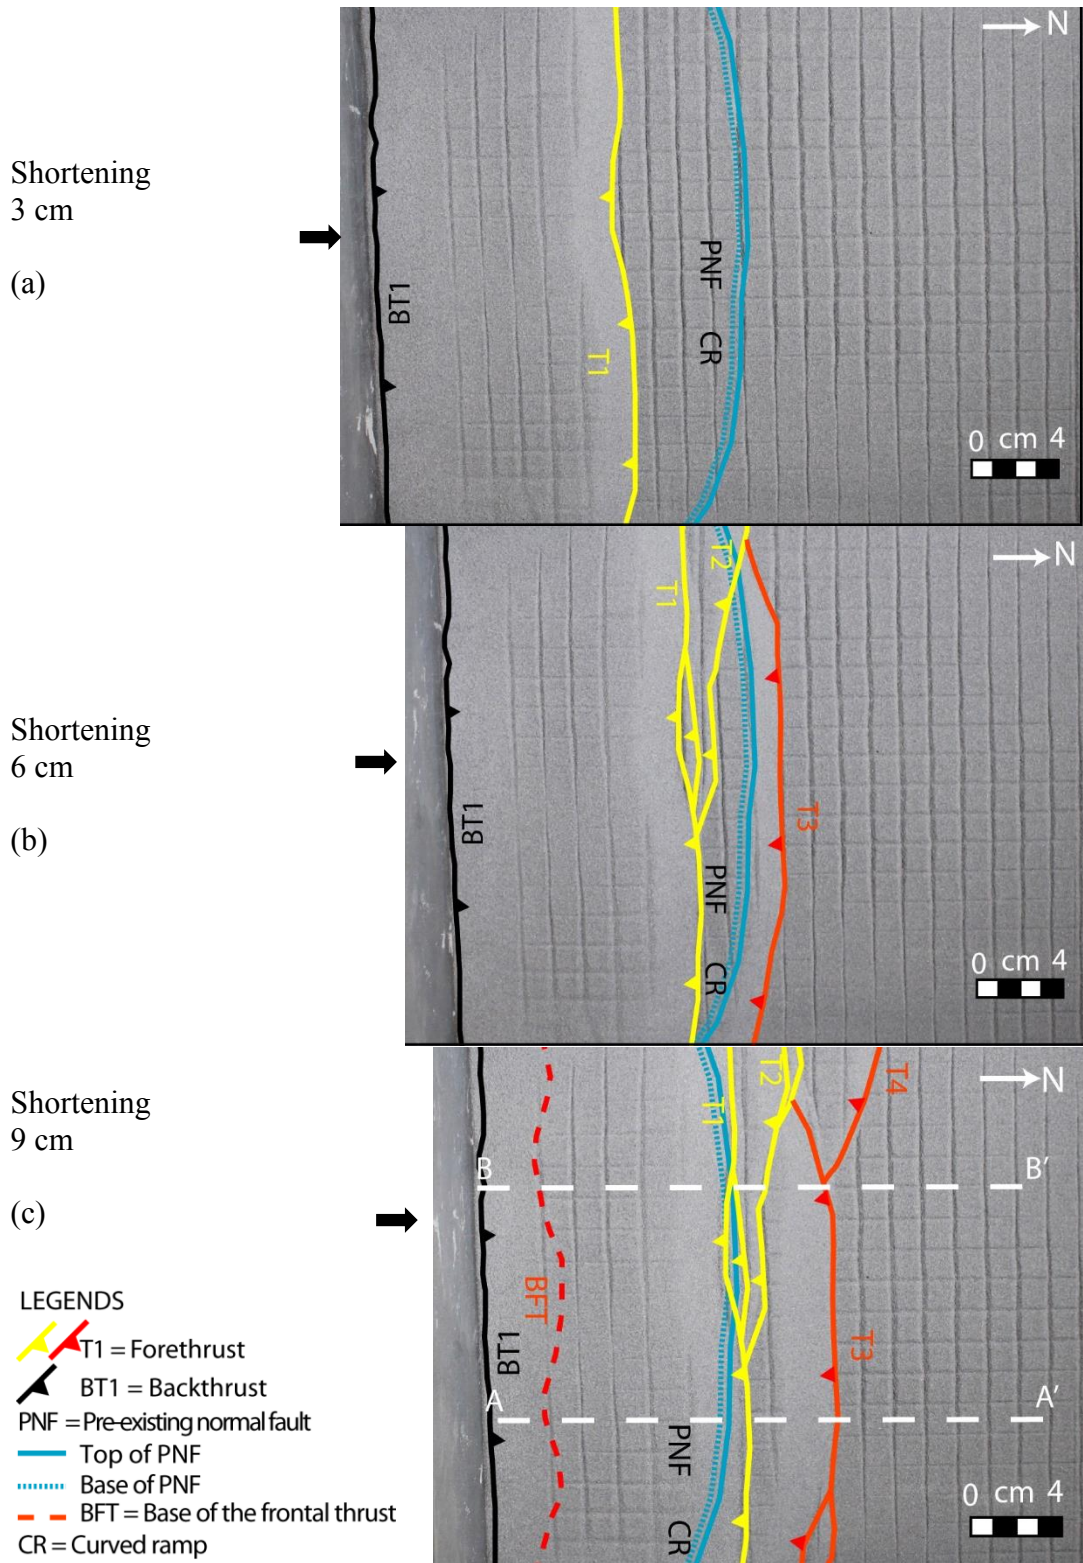 N
Shortening
3 cm
(a)
PNF
CR
BT1
T1
0 cm 4
N
T2
T1
Shortening
6 cm
(b)
BT1
T3
PNF
CR
0 cm 4
N
T2
T4
T1
Shortening
9 cm
(c)
B
B′
BFT
BT1
T3
A
A′
PNF
CR
0 cm 4
LEGENDS
T1 = Forethrust
BT1 = Backthrust
PNF = Pre-existing normal fault
Top of PNF
Base of PNF
BFT = Base of the frontal thrust
CR = Curved ramp